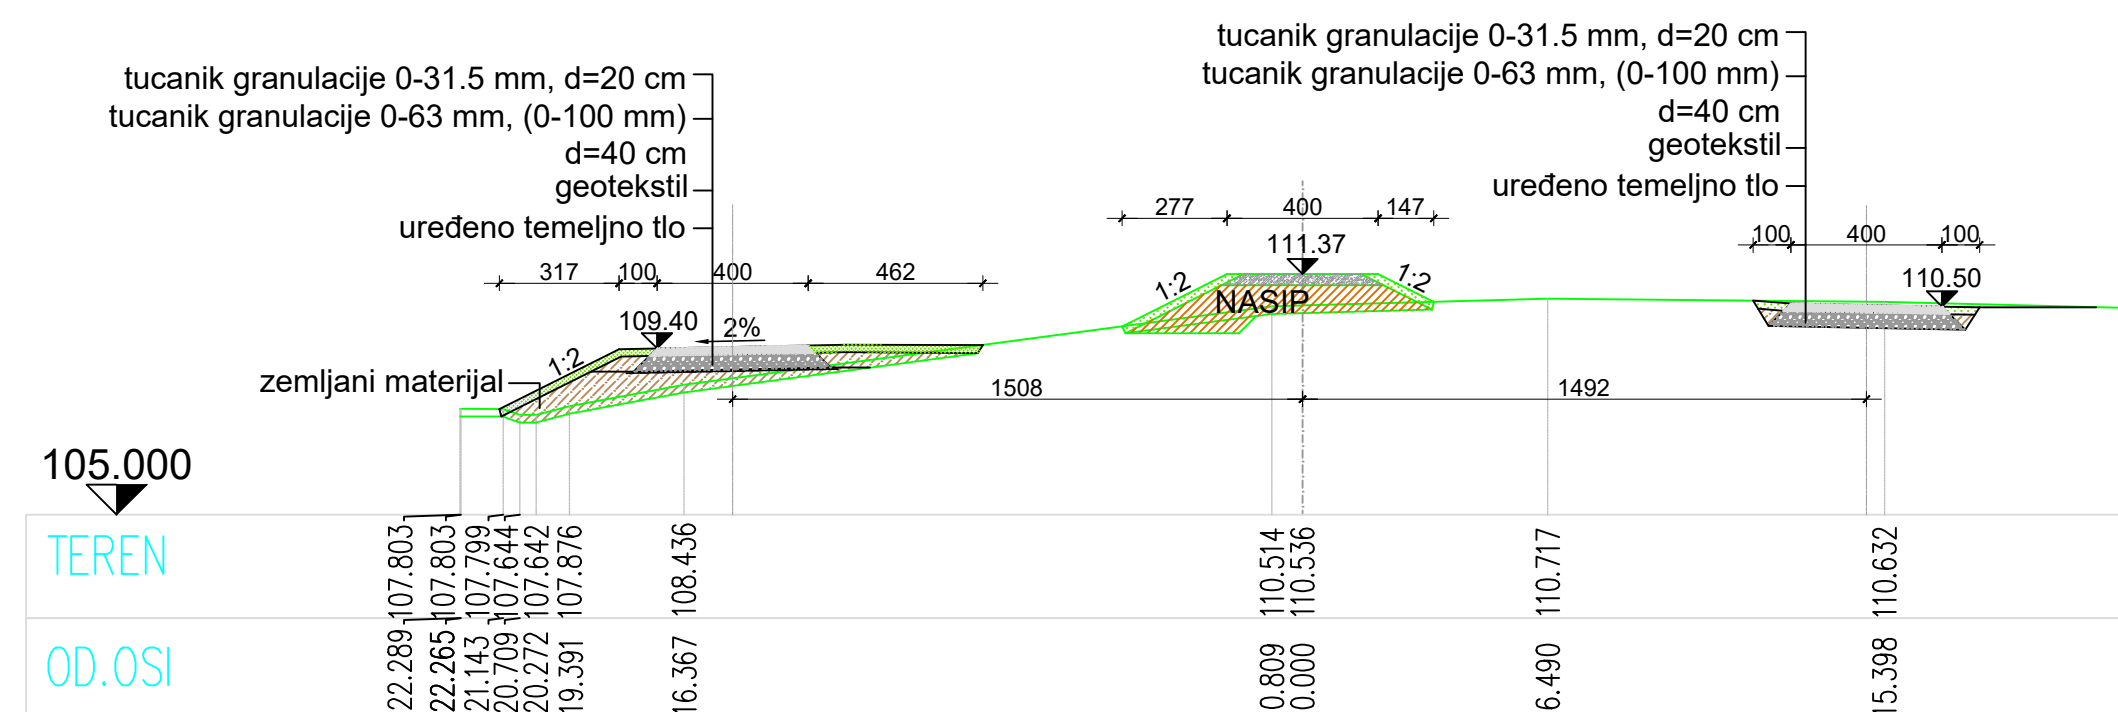 tucanik granulacije 0-31.5 mm, d=20 cm
tucanik granulacije 0-63 mm, (0-100 mm)
d=40 cm
geotekstil
uređeno temeljno tlo
tucanik granulacije 0-31.5 mm, d=20 cm
tucanik granulacije 0-63 mm, (0-100 mm)
d=40 cm
geotekstil
uređeno temeljno tlo
277 400 147
111.37
1:2
1:2
NASIP
100 400 100
110.50
317 100 400 462
109.40
2%
1:2
zemljani materijal
1508 1492
105.000
TEREN
107.803 107.803 107.799 107.644 107.642 107.876 108.436 110.514 110.536 110.717 110.632
OD.OSI
22.289 22.265 21.143 20.709 20.272 19.391 16.367 0.809 0.000 6.490 15.398